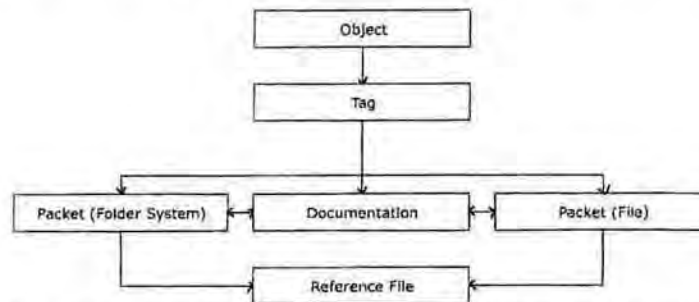 Object
Tag
Packet (Folder System)
Documentation
Packet (File)
Reference File